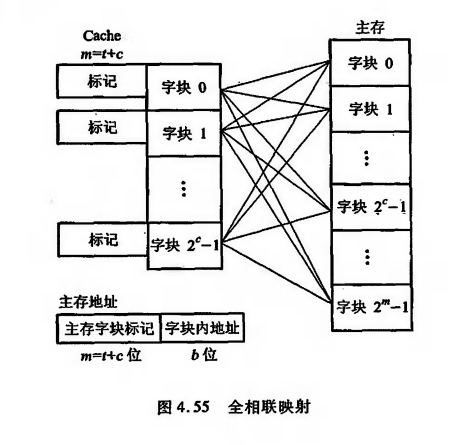 Cache
m=t+c
标记
字块 0
标记
字块 1
⋮
标记
字块 2^c-1
主存
字块 0
字块 1
⋮
字块 2^c-1
⋮
字块 2^m-1
主存地址
主存字块标记 字块内地址
m=t+c 位 b 位
图 4.55 全相联映射